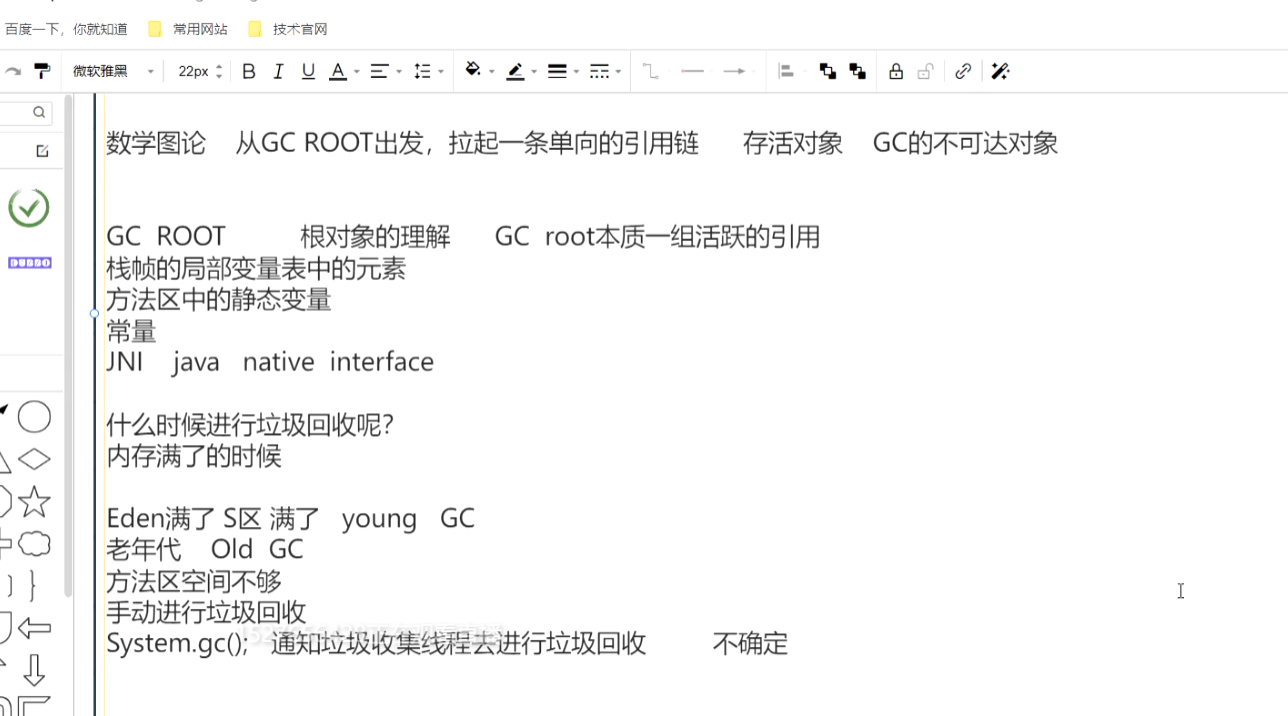 百度一下，你就知道 常用网站 技术官网
微软雅黑 22px B I U A
数学图论 从GC ROOT出发，拉起一条单向的引用链 存活对象 GC的不可达对象
GC ROOT 根对象的理解 GC root本质一组活跃的引用
栈帧的局部变量表中的元素
方法区中的静态变量
常量
JNI java native interface
什么时候进行垃圾回收呢？
内存满了的时候
Eden满了 S区 满了 young GC
老年代 Old GC
方法区空间不够
手动进行垃圾回收
System.gc(); 通知垃圾收集线程去进行垃圾回收 不确定